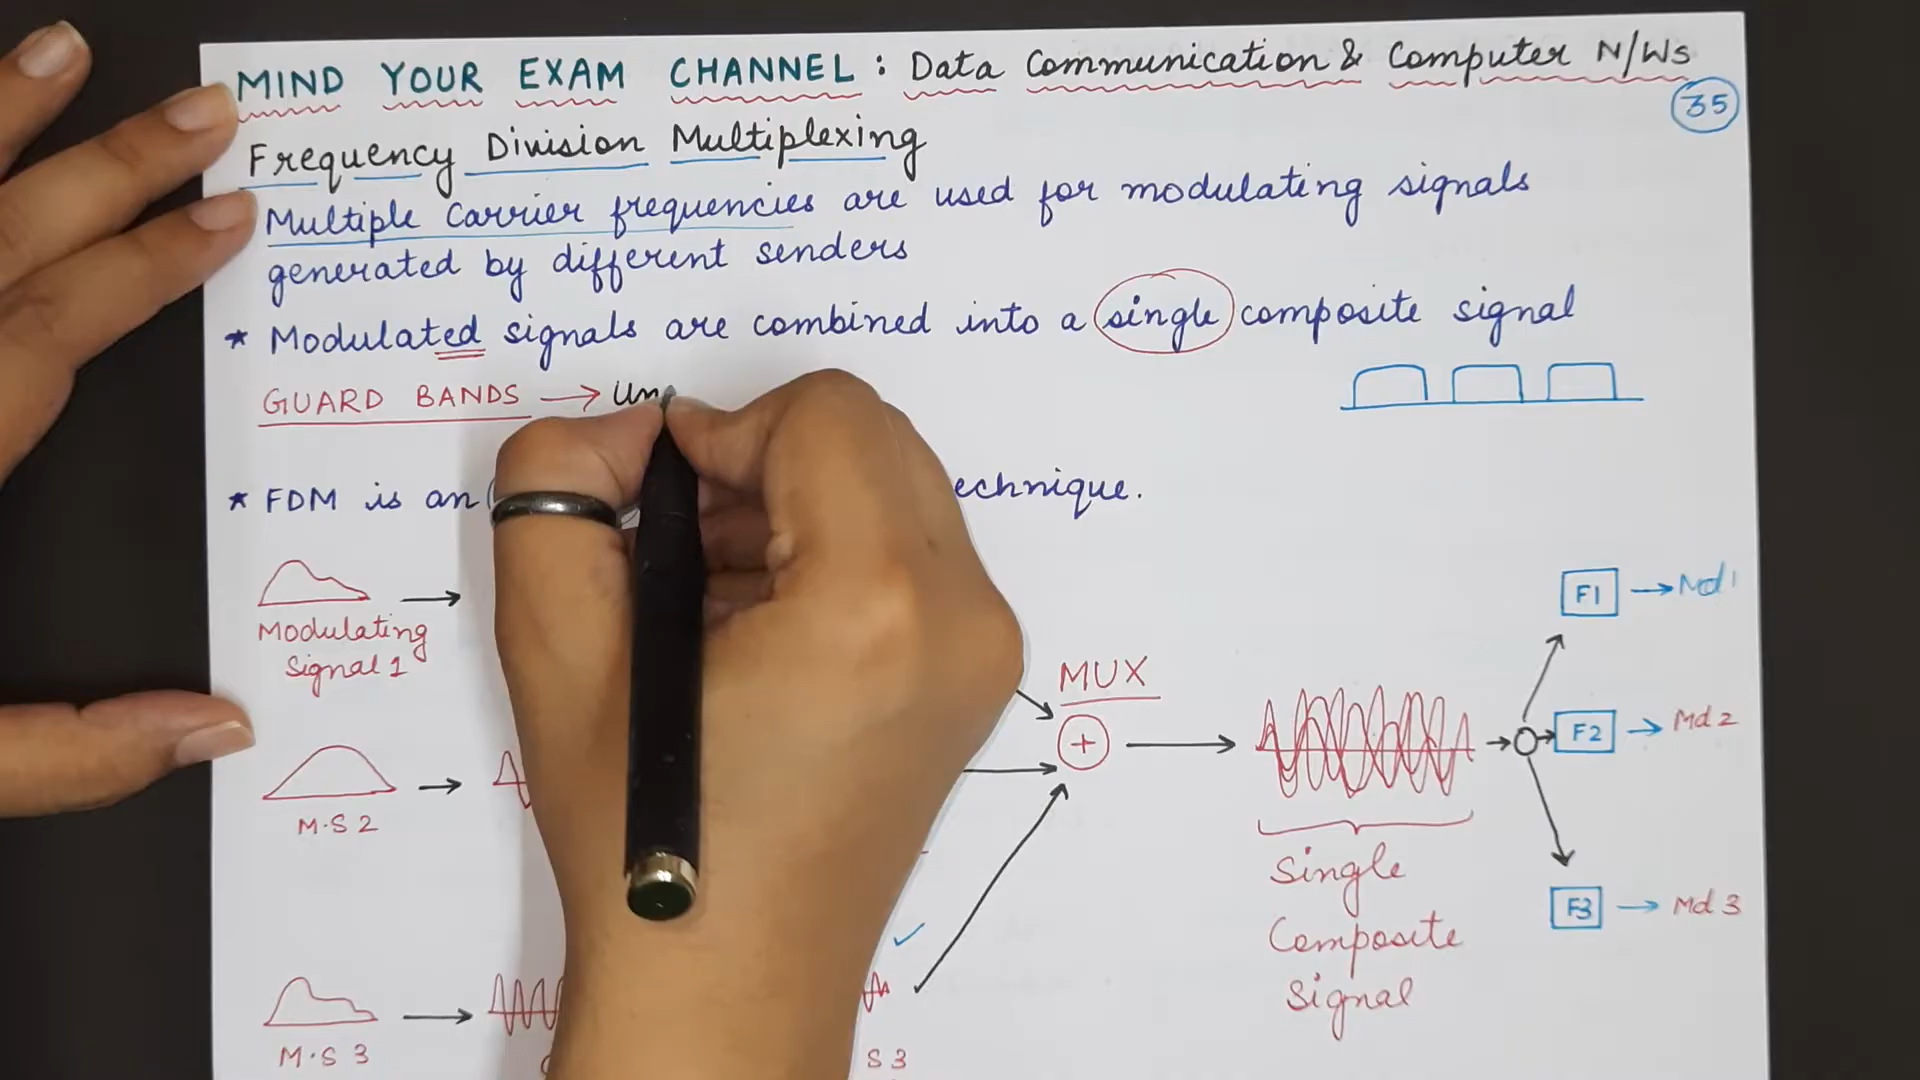 MIND YOUR EXAM CHANNEL : Data Communication & Computer N/Ws
35
Frequency Division Multiplexing
Multiple Carrier frequencies are used for modulating signals
generated by different senders
* Modulated signals are combined into a single composite signal
GUARD BANDS → Un
* FDM is an echnique.
Modulating
Signal 1
M.S 2
M.S 3
S 3
MUX
+
Single
Composite
Signal
F1 → Md 1
F2 → Md 2
F3 → Md 3